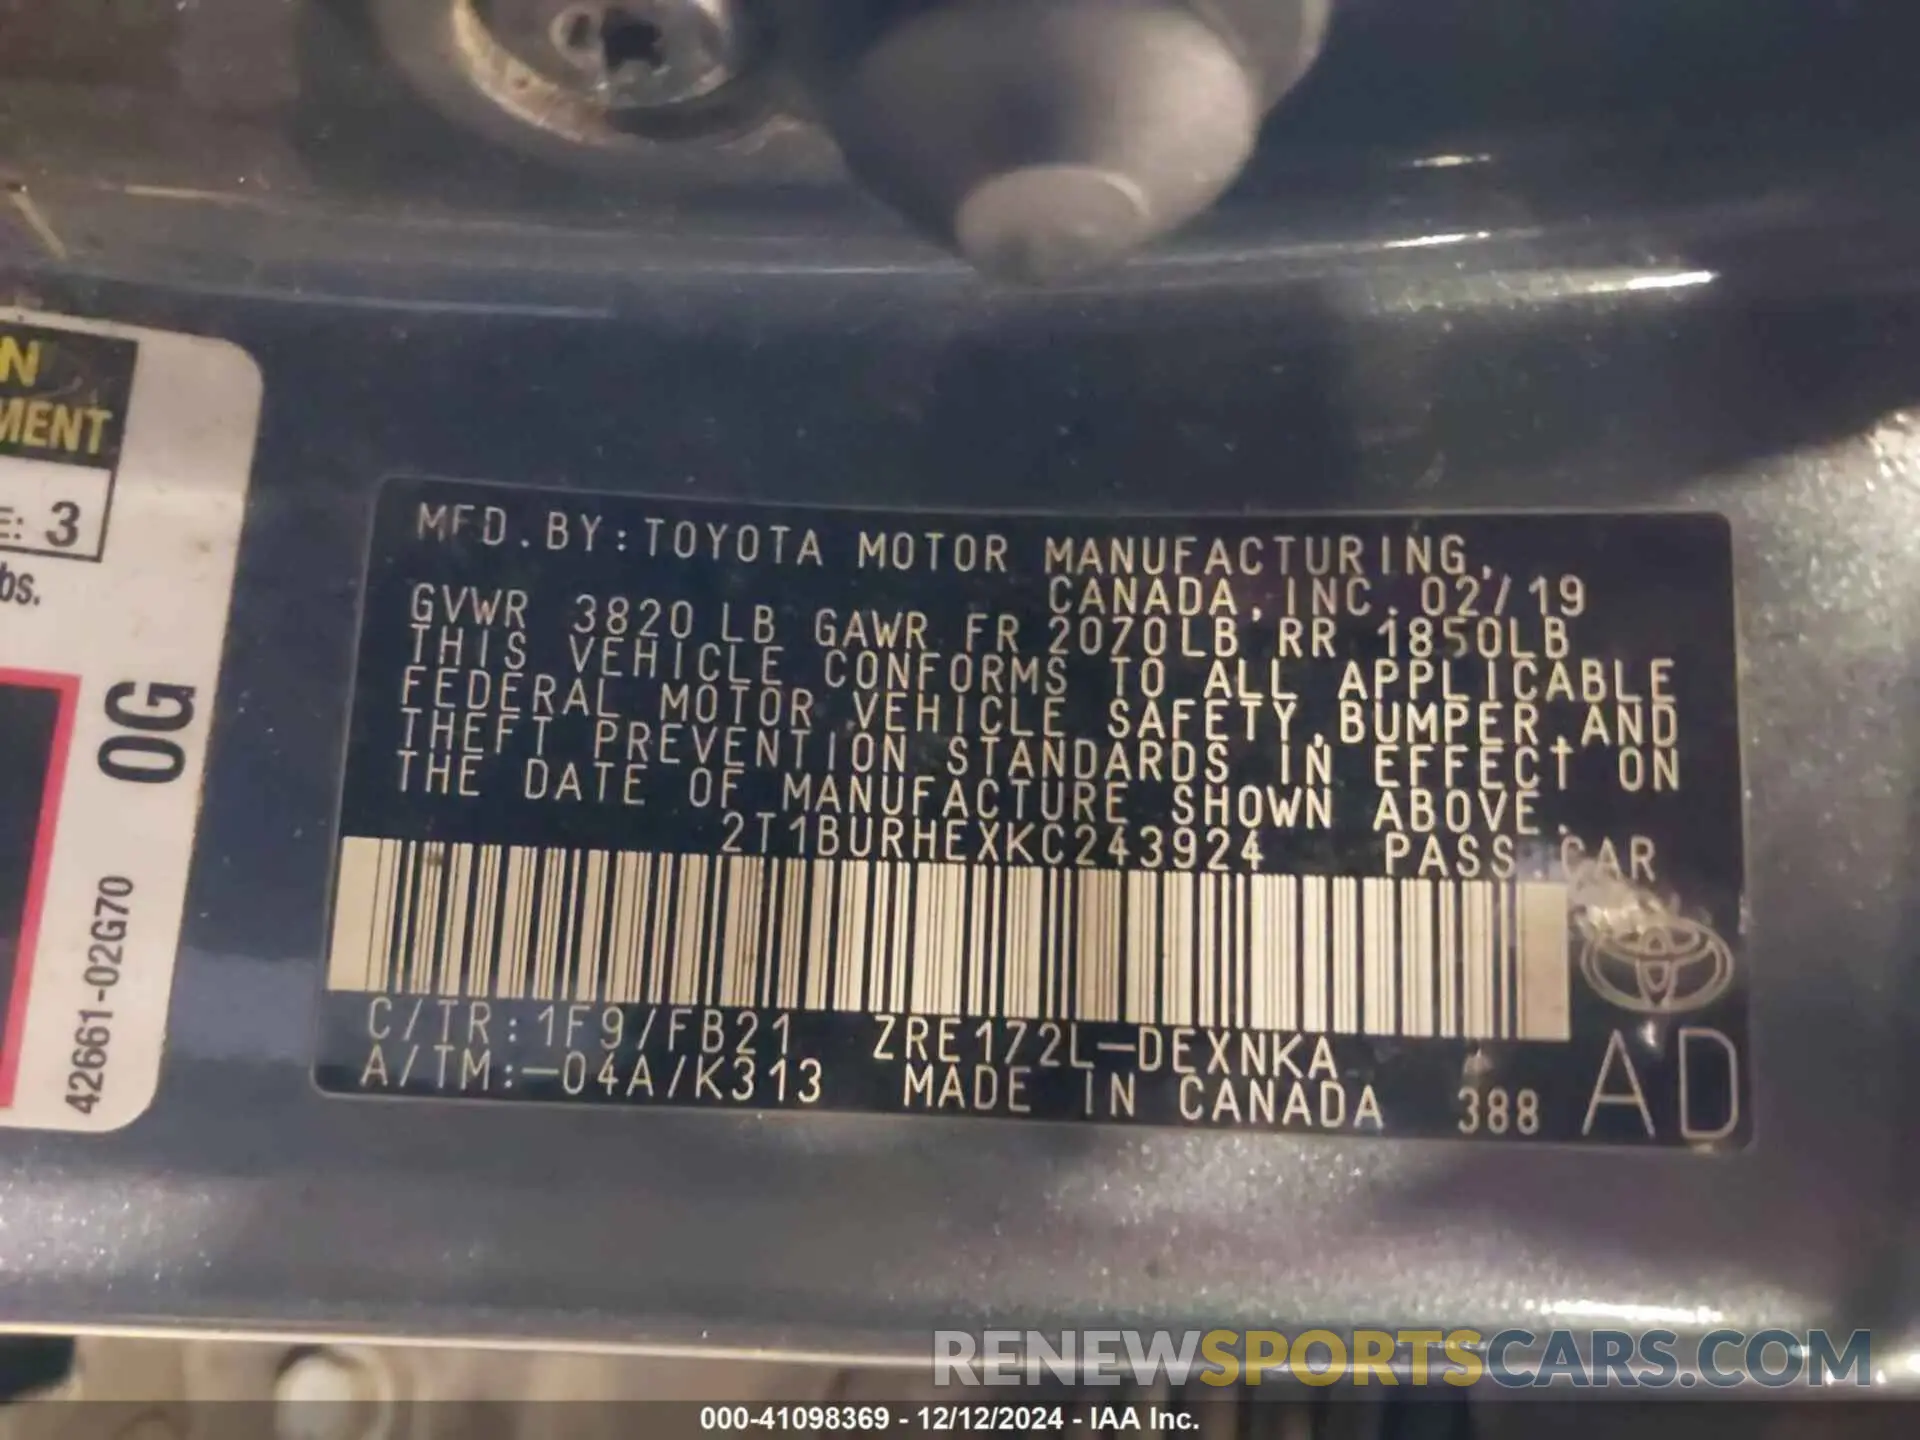 N
MENT
E: 3
bs.
0G
42661-02G70
MFD.BY:TOYOTA MOTOR MANUFACTURING,
CANADA,INC.02/19
GVWR 3820 LB GAWR FR 2070LB RR 1850LB
THIS VEHICLE CONFORMS TO ALL APPLICABLE
FEDERAL MOTOR VEHICLE SAFETY,BUMPER,AND
THEFT PREVENTION STANDARDS IN EFFECT ON
THE DATE OF MANUFACTURE SHOWN ABOVE.
2T1BURHEXKC243924 PASS.CAR
C/TR:1F9/FB21 ZRE172L-DEXNKA
A/TM:-04A/K313 MADE IN CANADA 388 AD
RENEWSPORTSCARS.COM
000-41098369 - 12/12/2024 - IAA Inc.